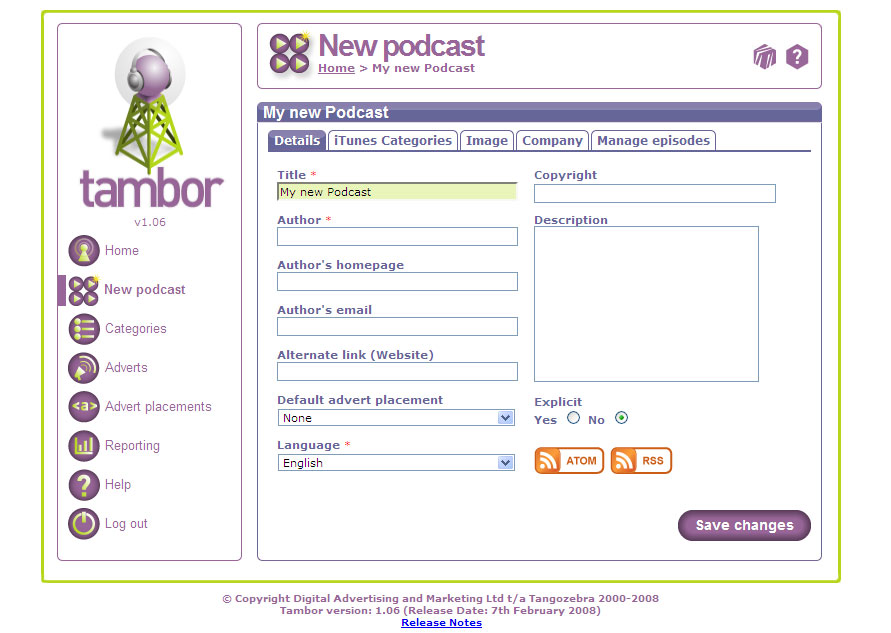 tambor
v1.06
Home
New podcast
Categories
Adverts
<a> Advert placements
Reporting
? Help
Log out
New podcast
Home > My new Podcast
?
My new Podcast
Details iTunes Categories Image Company Manage episodes
Title *
My new Podcast
Author *
Author's homepage
Author's email
Alternate link (Website)
Default advert placement
None
Language *
English
Copyright
Description
Explicit
Yes No
ATOM RSS
Save changes
© Copyright Digital Advertising and Marketing Ltd t/a Tangozebra 2000-2008
Tambor version: 1.06 (Release Date: 7th February 2008)
Release Notes